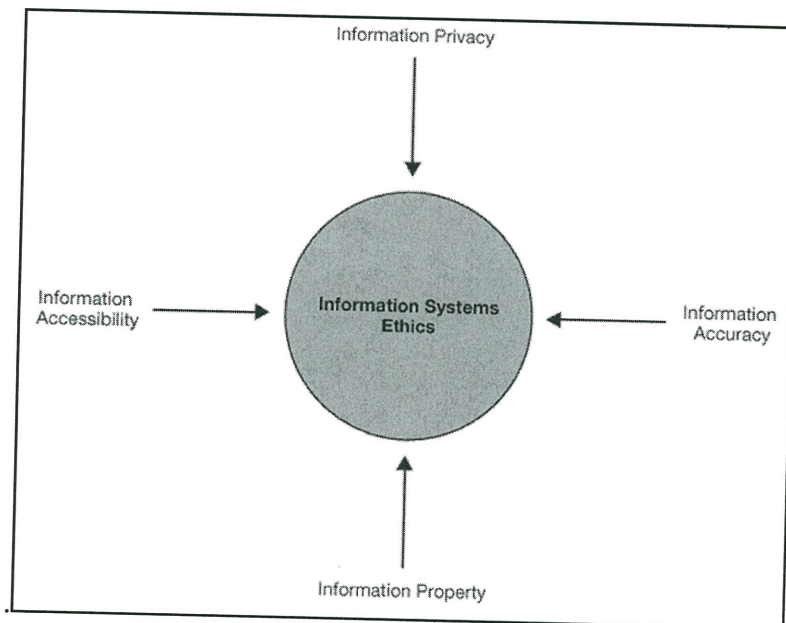 Information Privacy
Information
Accessibility
Information Systems
Ethics
Information
Accuracy
Information Property